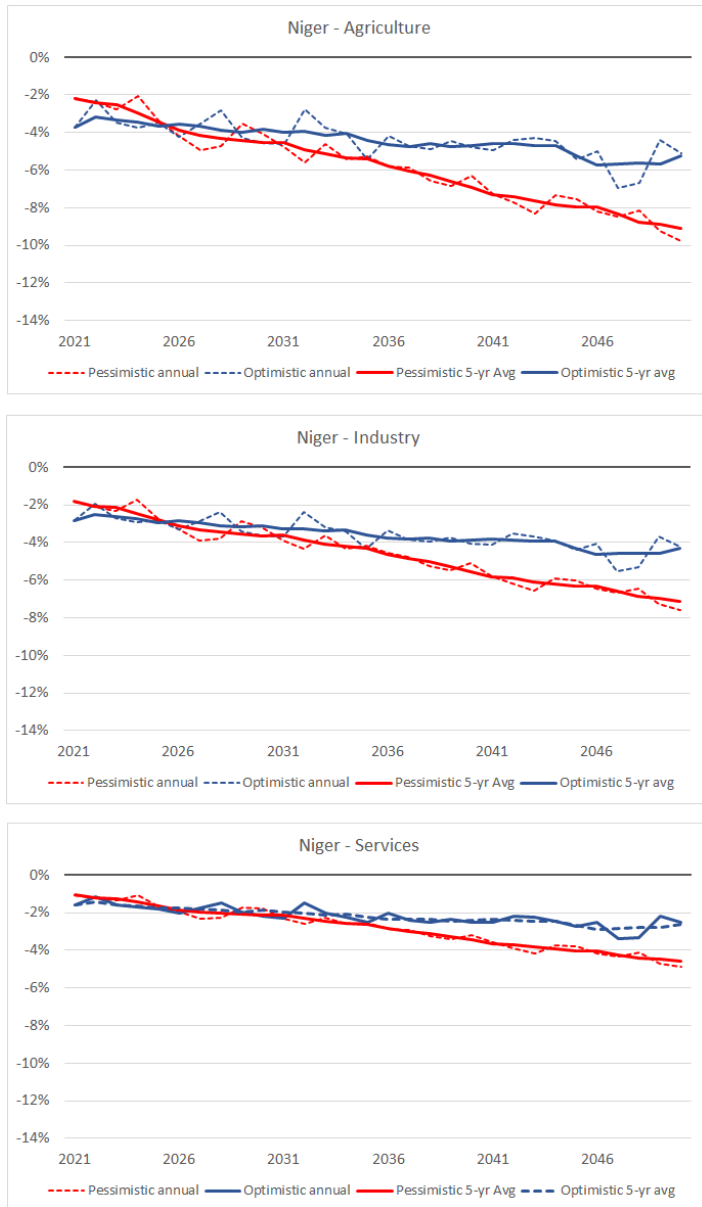 Niger - Agriculture
0%
-2%
-4%
-6%
-8%
-10%
-12%
-14%
2021 2026 2031 2036 2041 2046
Pessimistic annual Optimistic annual Pessimistic 5-yr Avg Optimistic 5-yr avg
Niger - Industry
0%
-2%
-4%
-6%
-8%
-10%
-12%
-14%
2021 2026 2031 2036 2041 2046
Pessimistic annual Optimistic annual Pessimistic 5-yr Avg Optimistic 5-yr avg
Niger - Services
0%
-2%
-4%
-6%
-8%
-10%
-12%
-14%
2021 2026 2031 2036 2041 2046
Pessimistic annual Optimistic annual Pessimistic 5-yr Avg Optimistic 5-yr avg